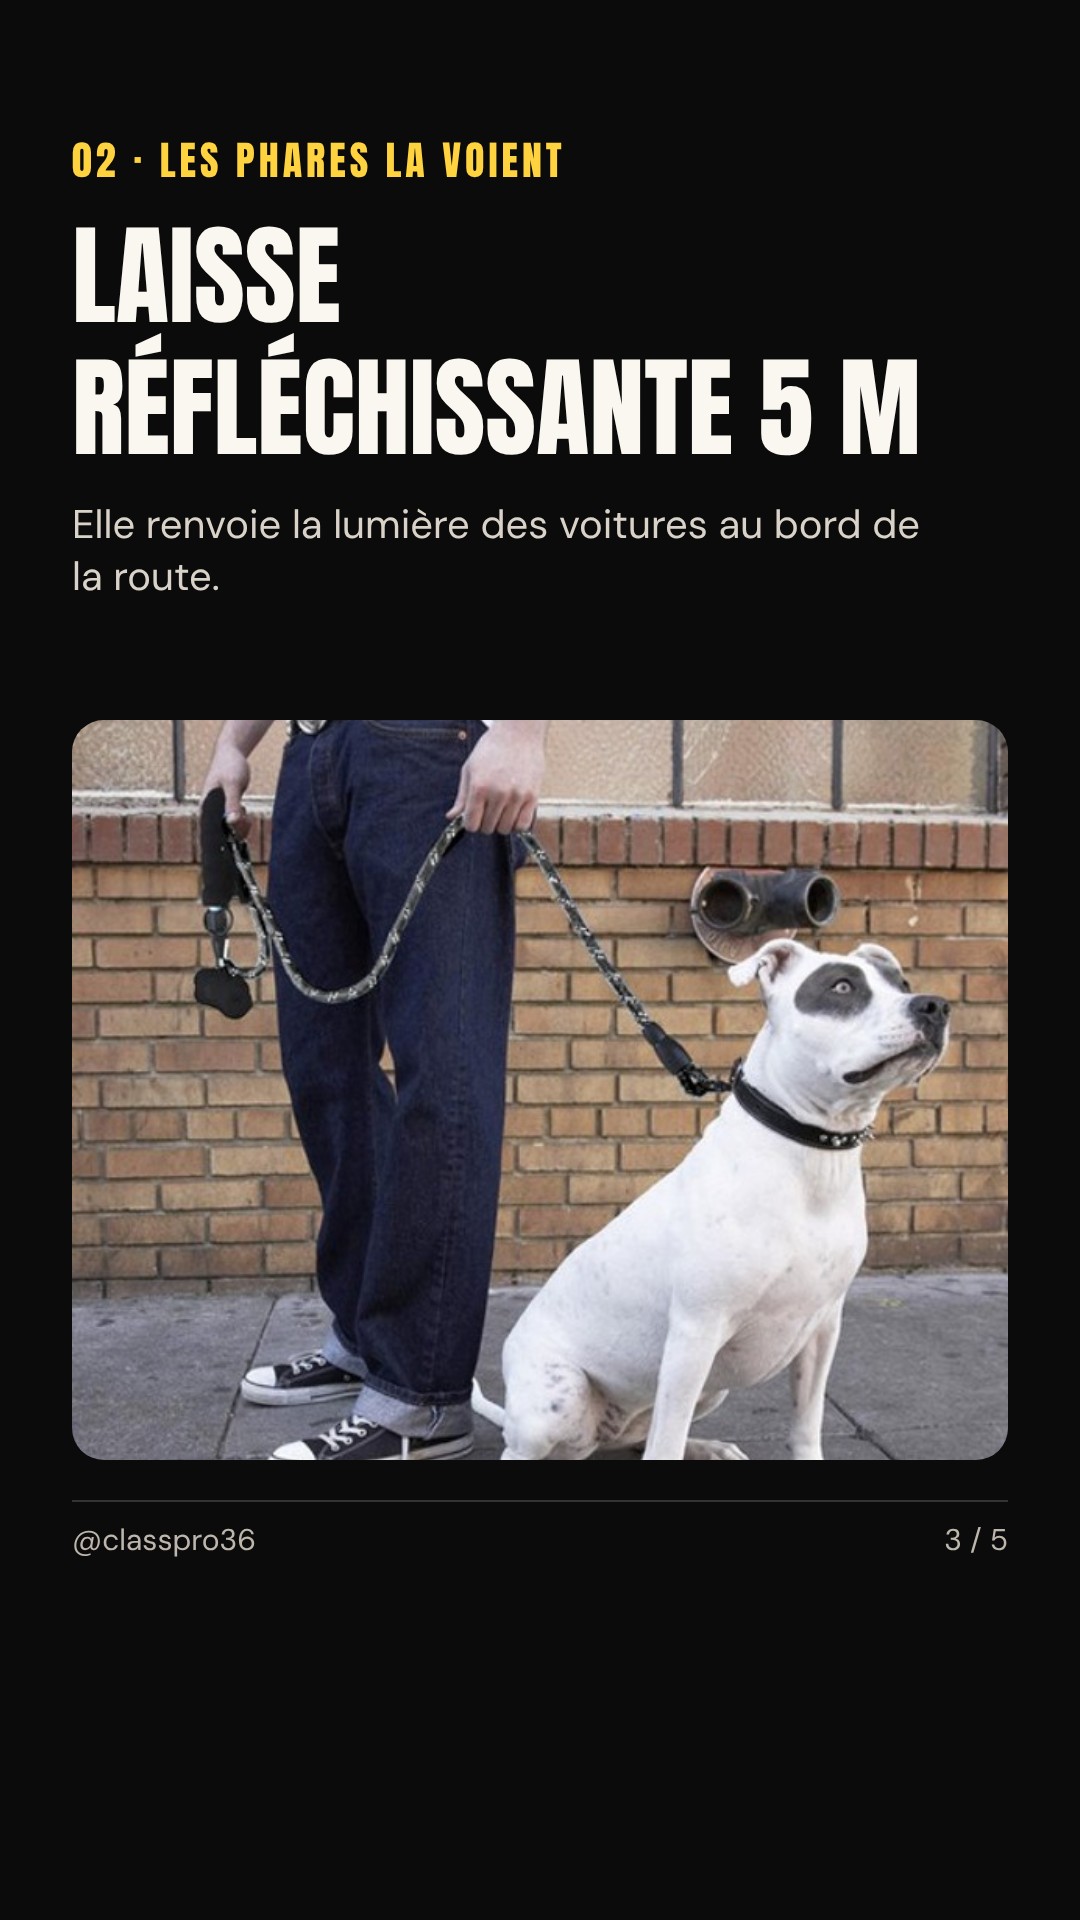 02 · LES PHARES LA VOIENT
LAISSE
RÉFLÉCHISSANTE 5 M
Elle renvoie la lumière des voitures au bord de
la route.
@classpro36
3 / 5